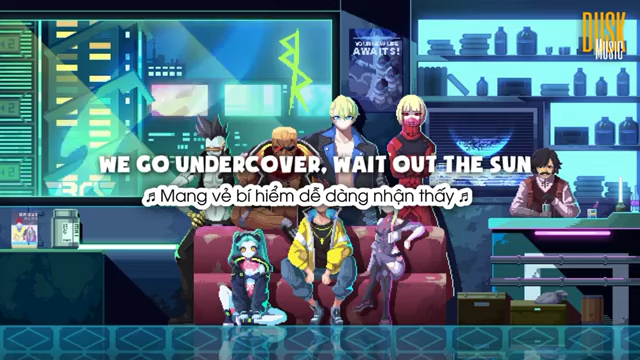 DUSK
MUSIC
YOUR NEW LIFE
AWAITS!
WE GO UNDERCOVER, WAIT OUT THE SUN
♬ Mang vẻ bí hiểm dễ dàng nhận thấy ♬